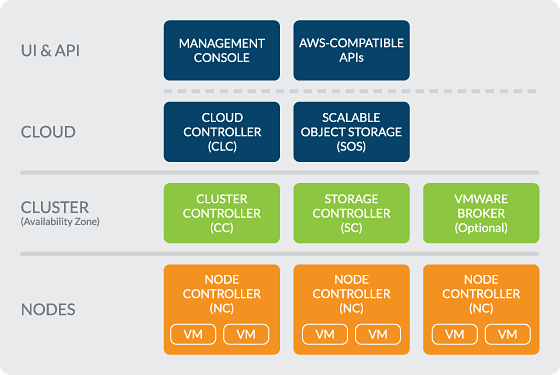 UI & API
MANAGEMENT
CONSOLE
AWS-COMPATIBLE
APIs
CLOUD
CLOUD
CONTROLLER
(CLC)
SCALABLE
OBJECT STORAGE
(SOS)
CLUSTER
(Availability Zone)
CLUSTER
CONTROLLER
(CC)
STORAGE
CONTROLLER
(SC)
VMWARE
BROKER
(Optional)
NODES
NODE
CONTROLLER
(NC)
VM VM
NODE
CONTROLLER
(NC)
VM VM
NODE
CONTROLLER
(NC)
VM VM